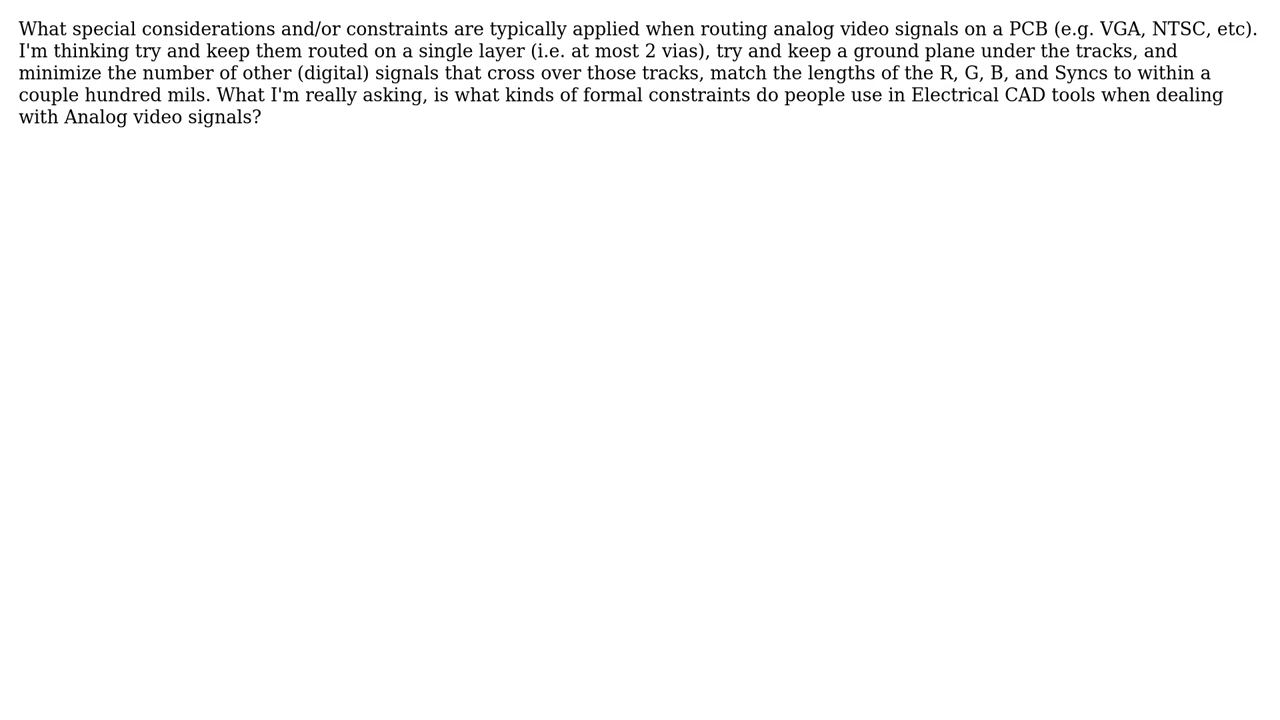 What special considerations and/or constraints are typically applied when routing analog video signals on a PCB (e.g. VGA, NTSC, etc).
I'm thinking try and keep them routed on a single layer (i.e. at most 2 vias), try and keep a ground plane under the tracks, and
minimize the number of other (digital) signals that cross over those tracks, match the lengths of the R, G, B, and Syncs to within a
couple hundred mils. What I'm really asking, is what kinds of formal constraints do people use in Electrical CAD tools when dealing
with Analog video signals?